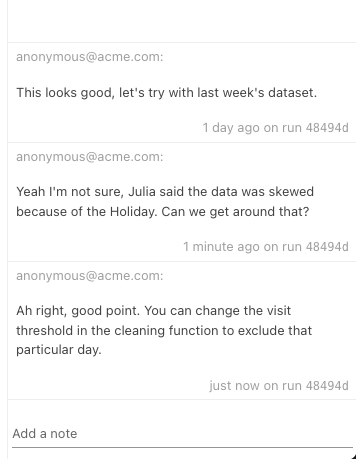 anonymous@acme.com:
This looks good, let's try with last week's dataset.
1 day ago on run 48494d
anonymous@acme.com:
Yeah I'm not sure, Julia said the data was skewed
because of the Holiday. Can we get around that?
1 minute ago on run 48494d
anonymous@acme.com:
Ah right, good point. You can change the visit
threshold in the cleaning function to exclude that
particular day.
just now on run 48494d
Add a note